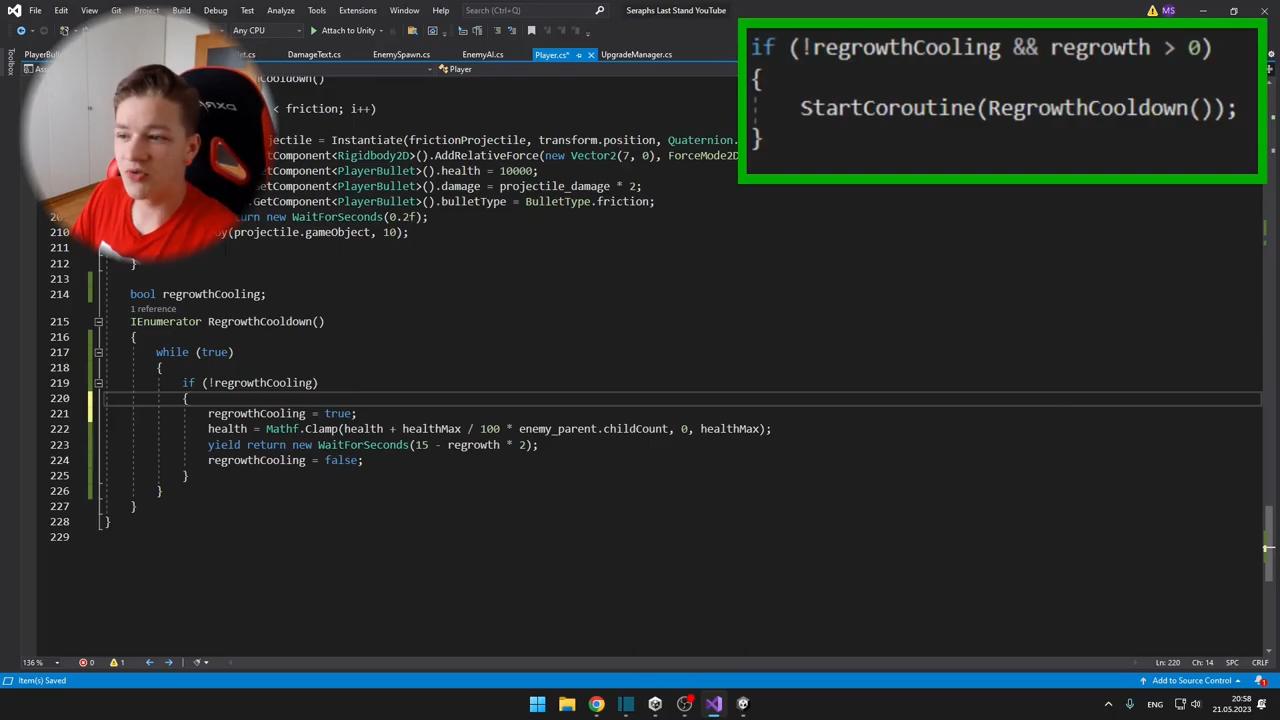 File Edit View Git Project Build Debug Test Analyze Tools Extensions Window Help Search (Ctrl+Q) Seraphs Last Stand YouTube MS
Any CPU Attach to Unity
DamageText.cs EnemySpawn.cs EnemyAI.cs Player.cs* UpgradeManager.cs
Player
if (!regrowthCooling && regrowth > 0)
{
StartCoroutine(RegrowthCooldown());
}
< friction; i++)
= Instantiate(frictionProjectile, transform.position, Quaternion.
<Rigidbody2D>().AddRelativeForce(new Vector2(7, 0), ForceMode2D
<PlayerBullet>().health = 10000;
<PlayerBullet>().damage = projectile_damage * 2;
.GetComponent<PlayerBullet>().bulletType = BulletType.friction;
new WaitForSeconds(0.2f);
210 (projectile.gameObject, 10);
211
212 }
213
214 bool regrowthCooling;
1 reference
215 IEnumerator RegrowthCooldown()
216 {
217 while (true)
218 {
219 if (!regrowthCooling)
220 {
221 regrowthCooling = true;
222 health = Mathf.Clamp(health + healthMax / 100 * enemy_parent.childCount, 0, healthMax);
223 yield return new WaitForSeconds(15 - regrowth * 2);
224 regrowthCooling = false;
225 }
226 }
227 }
228 }
229
136 % 0 1 Ln: 220 Ch: 14 SPC CRLF
Item(s) Saved Add to Source Control 1
ENG 20:58
21.05.2023